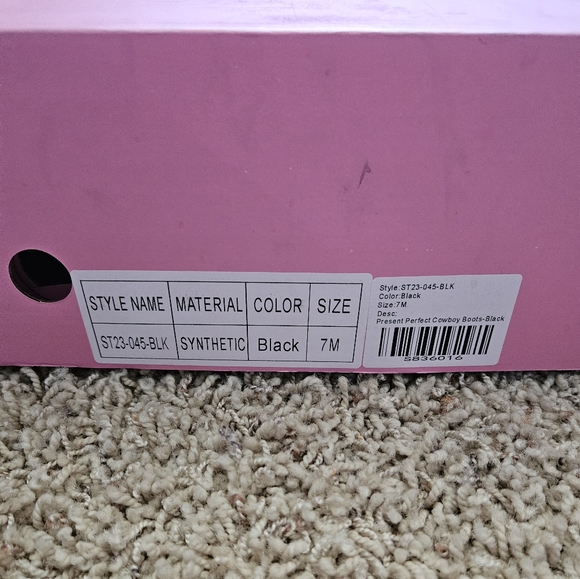 STYLE NAME MATERIAL COLOR SIZE
ST23-045-BLK SYNTHETIC Black 7M
Style:ST23-045-BLK
Color:Black
Size:7M
Desc:
Present Perfect Cowboy Boots-Black
S836016